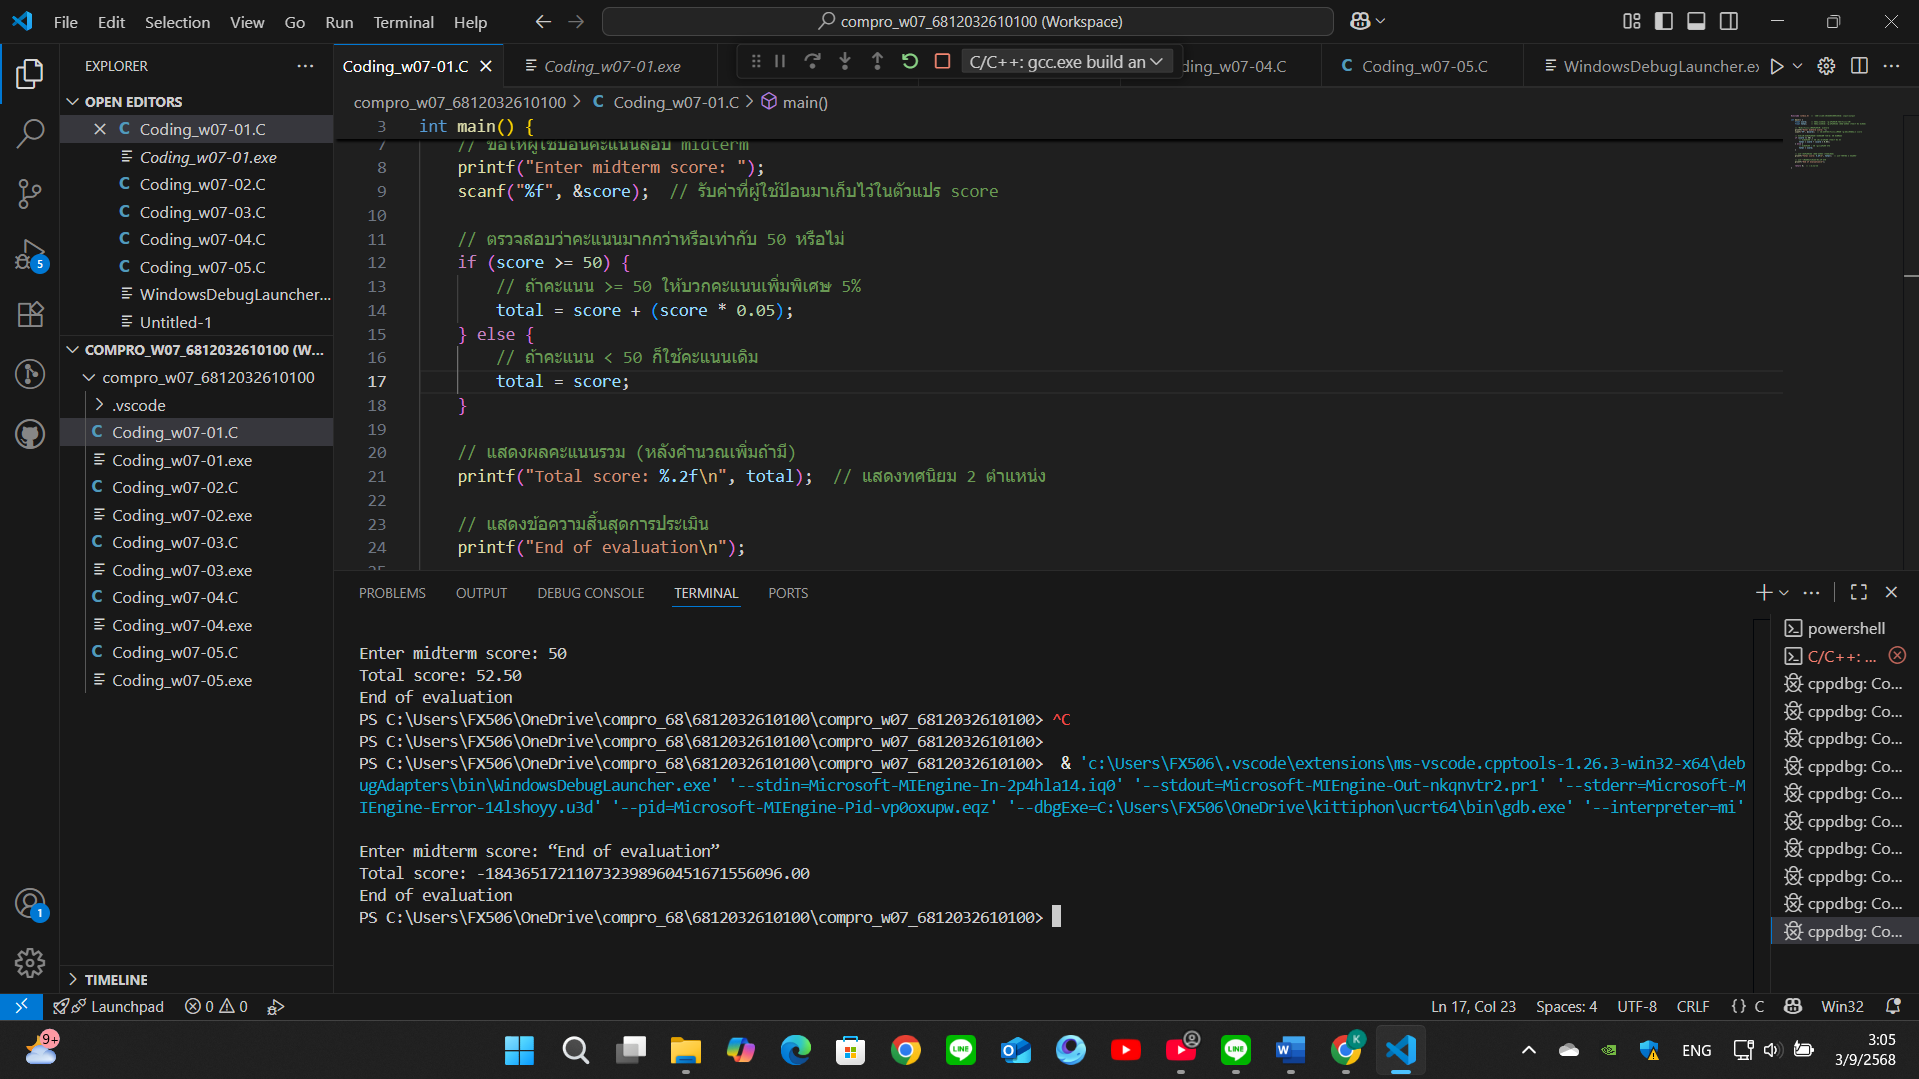 File Edit Selection View Go Run Terminal Help
compro_w07_6812032610100 (Workspace)
EXPLORER
OPEN EDITORS
Coding_w07-01.C
Coding_w07-01.exe
Coding_w07-02.C
Coding_w07-03.C
Coding_w07-04.C
Coding_w07-05.C
WindowsDebugLauncher...
Untitled-1
COMPRO_W07_6812032610100 (W...
compro_w07_6812032610100
.vscode
Coding_w07-01.C
Coding_w07-01.exe
Coding_w07-02.C
Coding_w07-02.exe
Coding_w07-03.C
Coding_w07-03.exe
Coding_w07-04.C
Coding_w07-04.exe
Coding_w07-05.C
Coding_w07-05.exe
TIMELINE
5
1
Coding_w07-01.C Coding_w07-01.exe C/C++: gcc.exe build an ding_w07-04.C Coding_w07-05.C WindowsDebugLauncher.ex
compro_w07_6812032610100 > C Coding_w07-01.C > main()
3 int main() {
7 // ขอให้ผู้ใช้ป้อนคะแนนสอบ midterm
8 printf("Enter midterm score: ");
9 scanf("%f", &score); // รับค่าที่ผู้ใช้ป้อนมาเก็บไว้ในตัวแปร score
10
11 // ตรวจสอบว่าคะแนนมากกว่าหรือเท่ากับ 50 หรือไม่
12 if (score >= 50) {
13 // ถ้าคะแนน >= 50 ให้บวกคะแนนเพิ่มพิเศษ 5%
14 total = score + (score * 0.05);
15 } else {
16 // ถ้าคะแนน < 50 ก็ใช้คะแนนเดิม
17 total = score;
18 }
19
20 // แสดงผลคะแนนรวม (หลังคำนวณเพิ่มถ้ามี)
21 printf("Total score: %.2f\n", total); // แสดงทศนิยม 2 ตำแหน่ง
22
23 // แสดงข้อความสิ้นสุดการประเมิน
24 printf("End of evaluation\n");
25
PROBLEMS OUTPUT DEBUG CONSOLE TERMINAL PORTS
Enter midterm score: 50
Total score: 52.50
End of evaluation
PS C:\Users\FX506\OneDrive\compro_68\6812032610100\compro_w07_6812032610100> ^C
PS C:\Users\FX506\OneDrive\compro_68\6812032610100\compro_w07_6812032610100>
PS C:\Users\FX506\OneDrive\compro_68\6812032610100\compro_w07_6812032610100> & 'c:\Users\FX506\.vscode\extensions\ms-vscode.cpptools-1.26.3-win32-x64\deb
ugAdapters\bin\WindowsDebugLauncher.exe' '--stdin=Microsoft-MIEngine-In-2p4hla14.iq0' '--stdout=Microsoft-MIEngine-Out-nkqnvtr2.pr1' '--stderr=Microsoft-M
IEngine-Error-14lshoyy.u3d' '--pid=Microsoft-MIEngine-Pid-vp0oxupw.eqz' '--dbgExe=C:\Users\FX506\OneDrive\kittiphon\ucrt64\bin\gdb.exe' '--interpreter=mi'
Enter midterm score: “End of evaluation”
Total score: -184365172110732398960451671556096.00
End of evaluation
PS C:\Users\FX506\OneDrive\compro_68\6812032610100\compro_w07_6812032610100>
powershell
C/C++: ...
cppdbg: Co...
cppdbg: Co...
cppdbg: Co...
cppdbg: Co...
cppdbg: Co...
cppdbg: Co...
cppdbg: Co...
cppdbg: Co...
cppdbg: Co...
cppdbg: Co...
Launchpad 0 0 Ln 17, Col 23 Spaces: 4 UTF-8 CRLF {} C Win32
9+ LINE LINE K ENG
3:05
3/9/2568